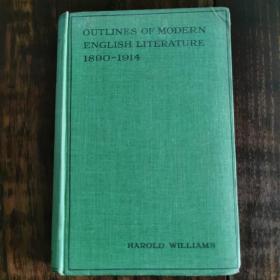 OUTLINES OF MODERN
ENGLISH LITERATURE
1890-1914
HAROLD WILLIAMS